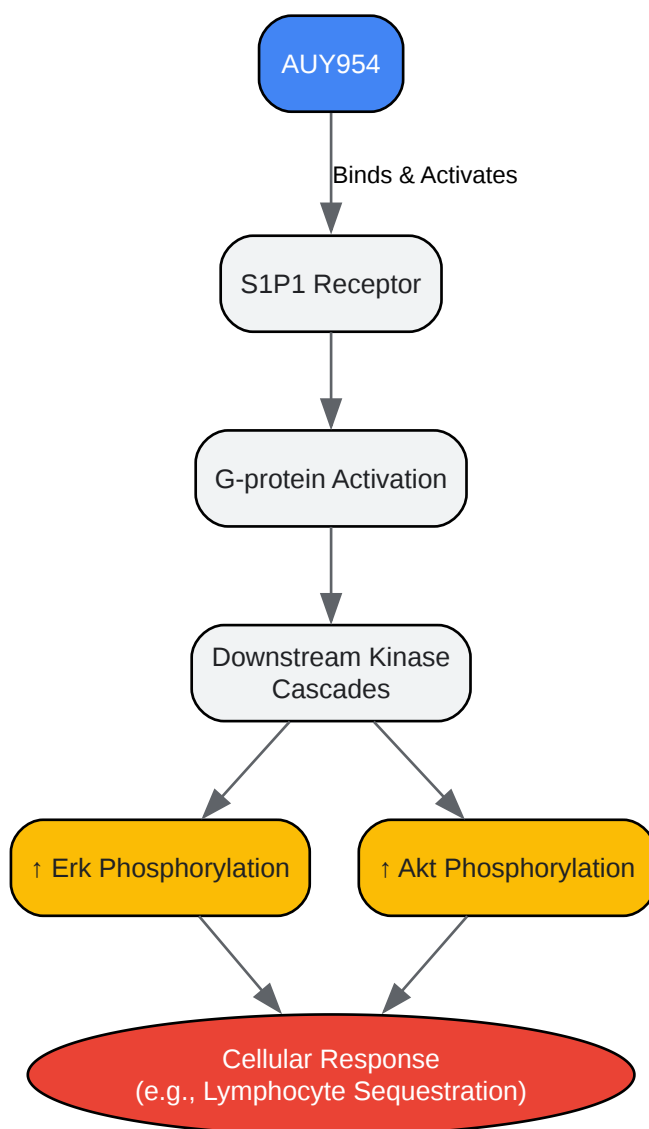 AUY954
Binds & Activates
S1P1 Receptor
G-protein Activation
Downstream Kinase
Cascades
↑ Erk Phosphorylation
↑ Akt Phosphorylation
Cellular Response
(e.g., Lymphocyte Sequestration)